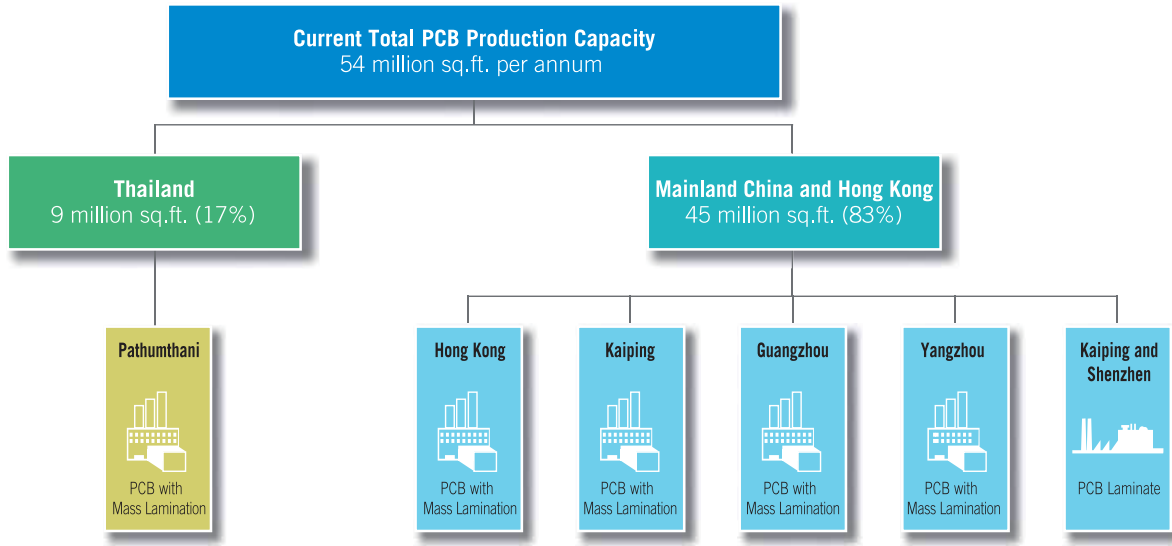 Current Total PCB Production Capacity
54 million sq.ft. per annum
Thailand
9 million sq.ft. (17%)
Mainland China and Hong Kong
45 million sq.ft. (83%)
Pathumthani
PCB with
Mass Lamination
Hong Kong
PCB with
Mass Lamination
Kaiping
PCB with
Mass Lamination
Guangzhou
PCB with
Mass Lamination
Yangzhou
PCB with
Mass Lamination
Kaiping and
Shenzhen
PCB Laminate